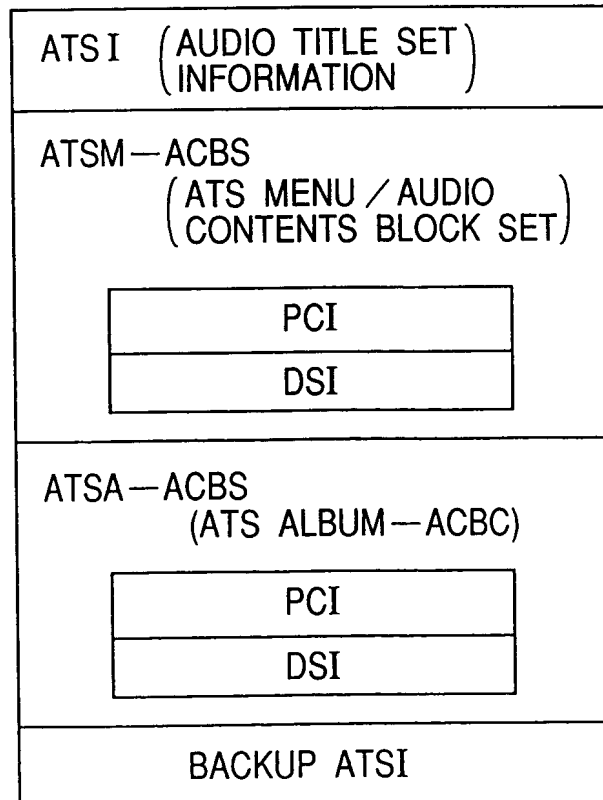 ATSI (AUDIO TITLE SET
INFORMATION)
ATSM—ACBS
(ATS MENU / AUDIO
CONTENTS BLOCK SET)
PCI
DSI
ATSA—ACBS
(ATS ALBUM—ACBC)
PCI
DSI
BACKUP ATSI